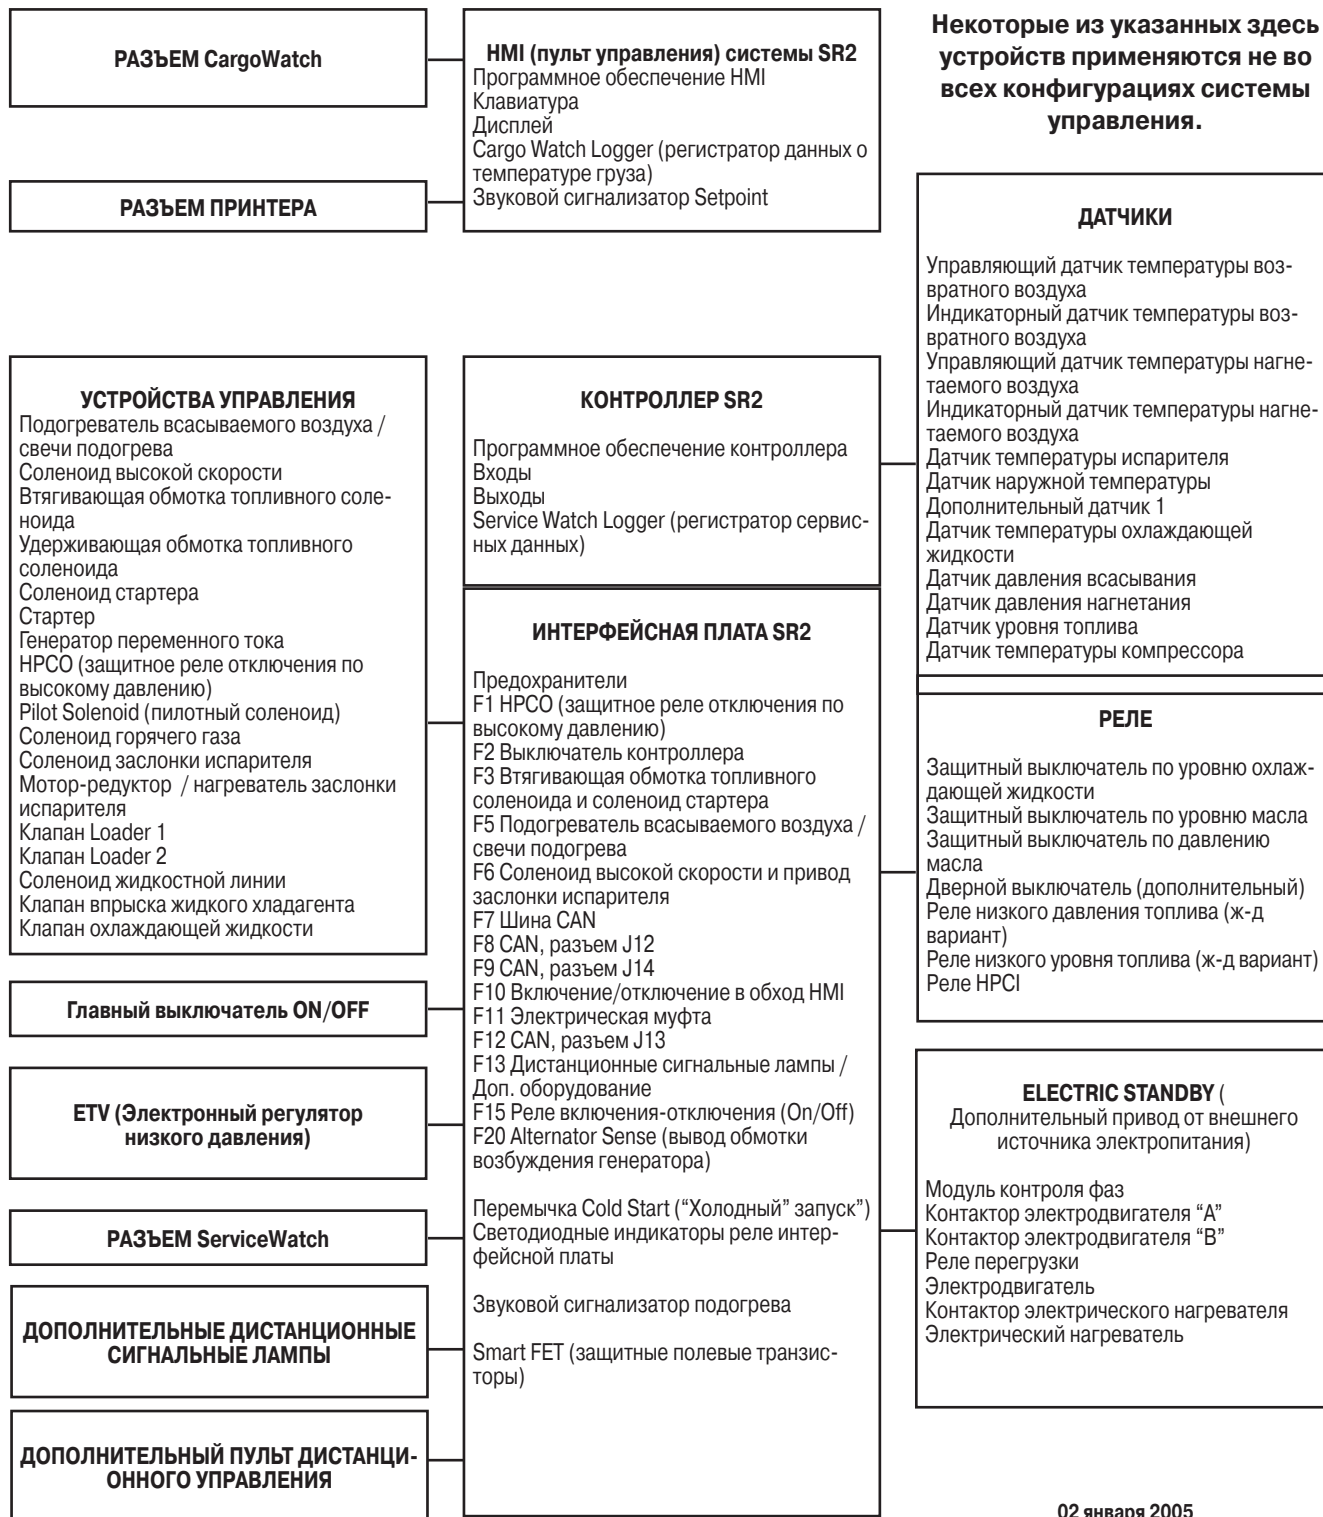 РАЗЪЕМ CargoWatch
РАЗЪЕМ ПРИНТЕРА
HMI (пульт управления) системы SR2
Программное обеспечение HMI
Клавиатура
Дисплей
Cargo Watch Logger (регистратор данных о
температуре груза)
Звуковой сигнализатор Setpoint
Некоторые из указанных здесь
устройств применяются не во
всех конфигурациях системы
управления.
УСТРОЙСТВА УПРАВЛЕНИЯ
Подогреватель всасываемого воздуха /
свечи подогрева
Соленоид высокой скорости
Втягивающая обмотка топливного соле-
ноида
Удерживающая обмотка топливного
соленоида
Соленоид стартера
Стартер
Генератор переменного тока
HPCO (защитное реле отключения по
высокому давлению)
Pilot Solenoid (пилотный соленоид)
Соленоид горячего газа
Соленоид заслонки испарителя
Мотор-редуктор / нагреватель заслонки
испарителя
Клапан Loader 1
Клапан Loader 2
Соленоид жидкостной линии
Клапан впрыска жидкого хладагента
Клапан охлаждающей жидкости
Главный выключатель ON/OFF
ETV (Электронный регулятор
низкого давления)
РАЗЪЕМ ServiceWatch
ДОПОЛНИТЕЛЬНЫЕ ДИСТАНЦИОННЫЕ
СИГНАЛЬНЫЕ ЛАМПЫ
ДОПОЛНИТЕЛЬНЫЙ ПУЛЬТ ДИСТАНЦИ-
ОННОГО УПРАВЛЕНИЯ
КОНТРОЛЛЕР SR2
Программное обеспечение контроллера
Входы
Выходы
Service Watch Logger (регистратор сервис-
ных данных)
ИНТЕРФЕЙСНАЯ ПЛАТА SR2
Предохранители
F1 HPCO (защитное реле отключения по
высокому давлению)
F2 Выключатель контроллера
F3 Втягивающая обмотка топливного
соленоида и соленоид стартера
F5 Подогреватель всасываемого воздуха /
свечи подогрева
F6 Соленоид высокой скорости и привод
заслонки испарителя
F7 Шина CAN
F8 CAN, разъем J12
F9 CAN, разъем J14
F10 Включение/отключение в обход HMI
F11 Электрическая муфта
F12 CAN, разъем J13
F13 Дистанционные сигнальные лампы /
Доп. оборудование
F15 Реле включения-отключения (On/Off)
F20 Alternator Sense (вывод обмотки
возбуждения генератора)
Перемычка Cold Start (“Холодный" запуск”)
Светодиодные индикаторы реле интер-
фейсной платы
Звуковой сигнализатор подогрева
Smart FET (защитные полевые транзис-
торы)
ДАТЧИКИ
Управляющий датчик температуры воз-
вратного воздуха
Индикаторный датчик температуры воз-
вратного воздуха
Управляющий датчик температуры нагне-
таемого воздуха
Индикаторный датчик температуры нагне-
таемого воздуха
Датчик температуры испарителя
Датчик наружной температуры
Дополнительный датчик 1
Датчик температуры охлаждающей
жидкости
Датчик давления всасывания
Датчик давления нагнетания
Датчик уровня топлива
Датчик температуры компрессора
РЕЛЕ
Защитный выключатель по уровню охлаж-
дающей жидкости
Защитный выключатель по уровню масла
Защитный выключатель по давлению
масла
Дверной выключатель (дополнительный)
Реле низкого давления топлива (ж-д
вариант)
Реле низкого уровня топлива (ж-д вариант)
Реле HPCI
ELECTRIC STANDBY (
Дополнительный привод от внешнего
источника электропитания)
Модуль контроля фаз
Контактор электродвигателя “А”
Контактор электродвигателя “В”
Реле перегрузки
Электродвигатель
Контактор электрического нагревателя
Электрический нагреватель
02 января 2005